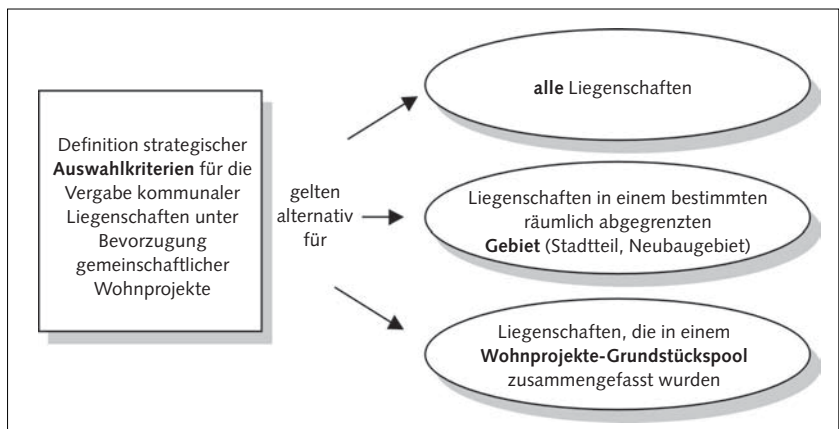 Definition strategischer
Auswahlkriterien für die
Vergabe kommunaler
Liegenschaften unter
Bevorzugung
gemeinschaftlicher
Wohnprojekte
gelten
alternativ
für
alle Liegenschaften
Liegenschaften in einem bestimmten
räumlich abgegrenzten
Gebiet (Stadtteil, Neubaugebiet)
Liegenschaften, die in einem
Wohnprojekte-Grundstückspool
zusammengefasst wurden